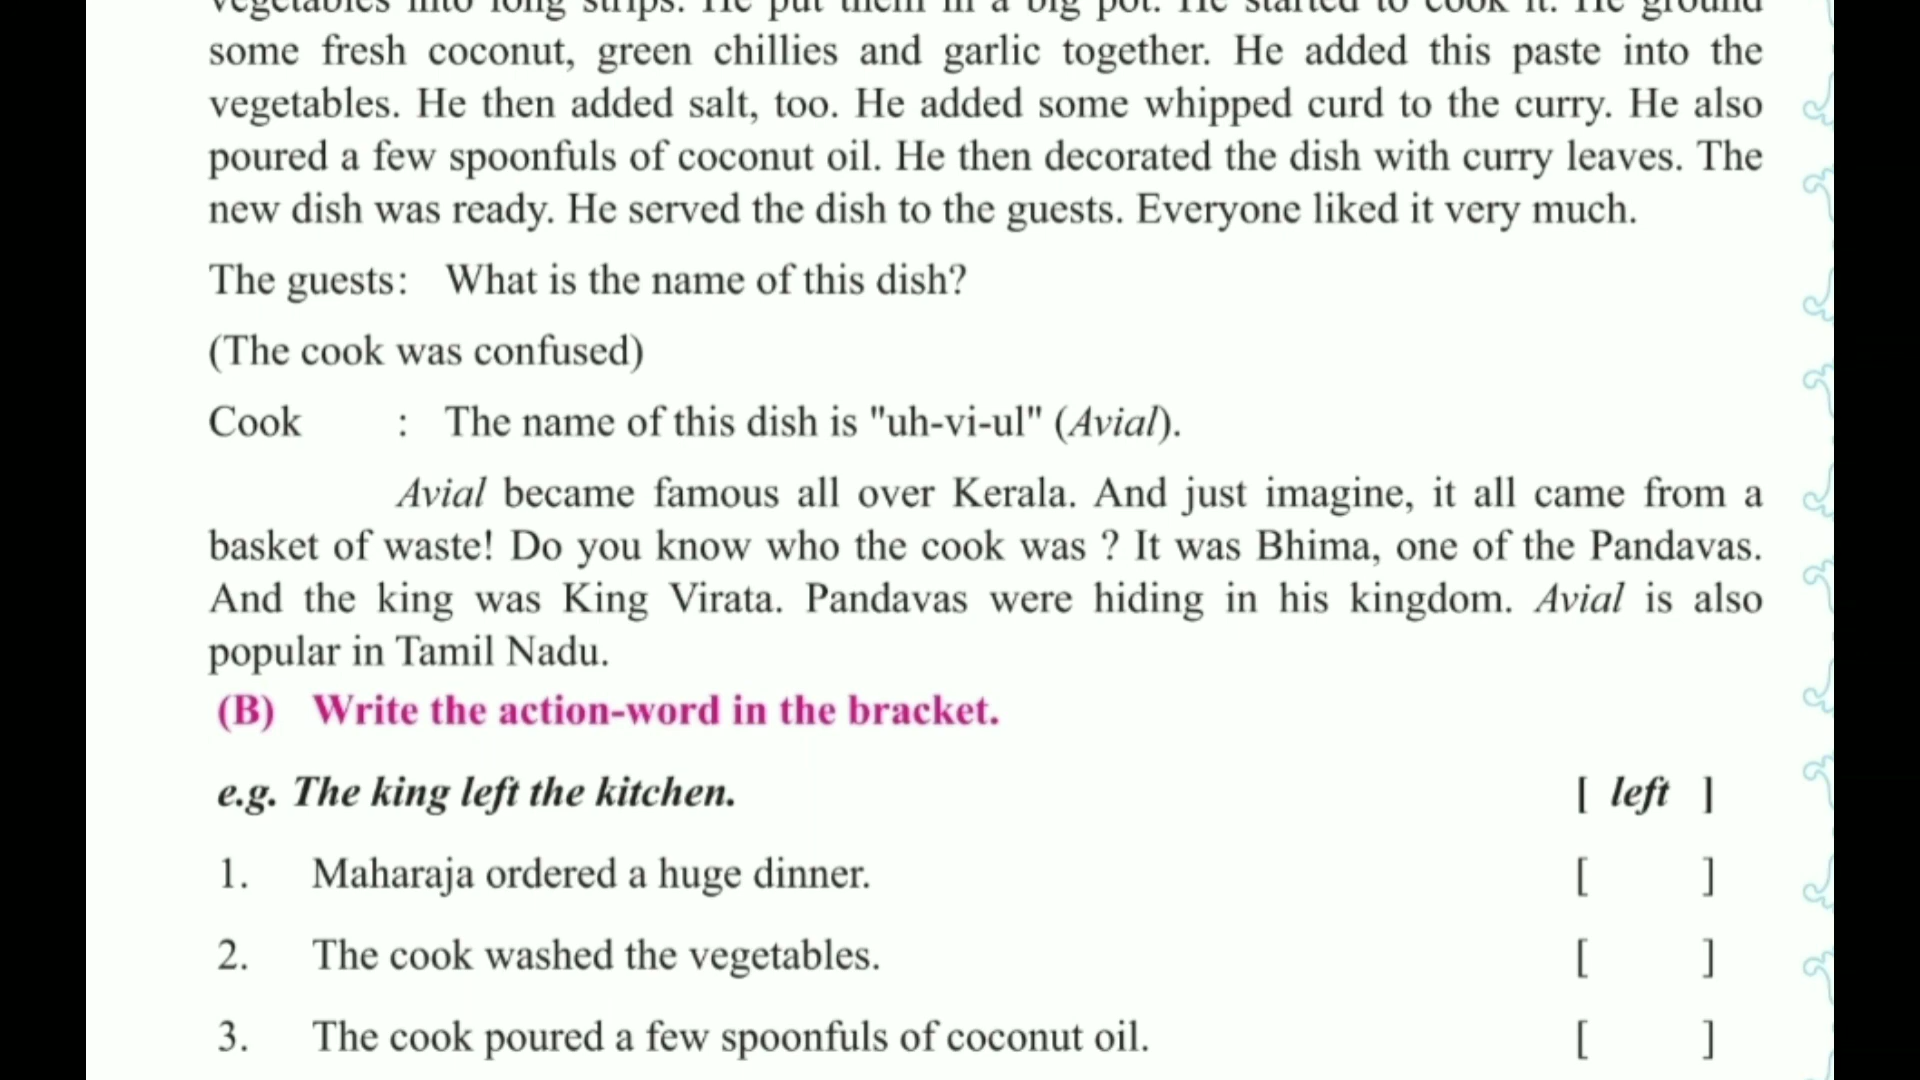 vegetables into long strips. He put them in a big pot. He started to cook it. He ground
some fresh coconut, green chillies and garlic together. He added this paste into the
vegetables. He then added salt, too. He added some whipped curd to the curry. He also
poured a few spoonfuls of coconut oil. He then decorated the dish with curry leaves. The
new dish was ready. He served the dish to the guests. Everyone liked it very much.
The guests: What is the name of this dish?
(The cook was confused)
Cook : The name of this dish is "uh-vi-ul" (Avial).
Avial became famous all over Kerala. And just imagine, it all came from a
basket of waste! Do you know who the cook was ? It was Bhima, one of the Pandavas.
And the king was King Virata. Pandavas were hiding in his kingdom. Avial is also
popular in Tamil Nadu.
(B) Write the action-word in the bracket.
e.g. The king left the kitchen. [ left ]
1. Maharaja ordered a huge dinner. [ ]
2. The cook washed the vegetables. [ ]
3. The cook poured a few spoonfuls of coconut oil. [ ]